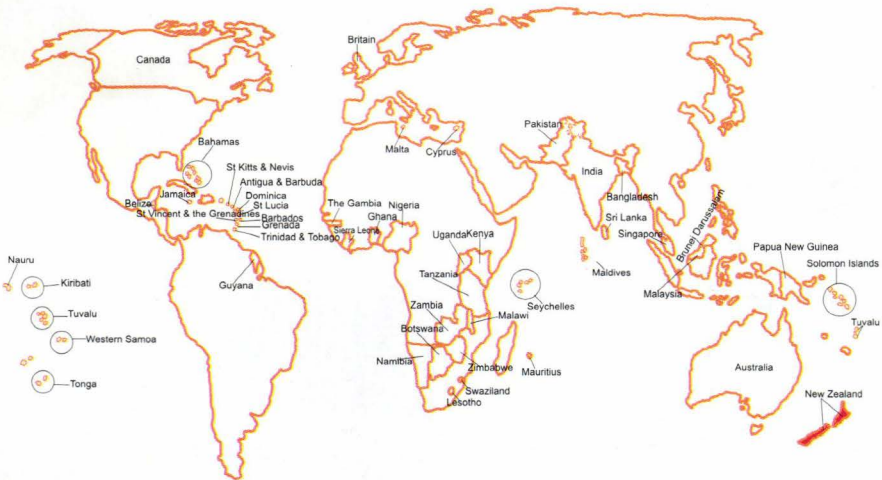 Britain
Canada
Pakistan
Bahamas
Malta
Cyprus
India
St Kitts & Nevis
Antigua & Barbuda
Bangladesh
Jamaica
Dominica
Belize
St Lucia
The Gambia
Nigeria
St Vincent & the Grenadines
Barbados
Ghana
Sri Lanka
Grenada
Sierra Leone
Singapore
Brunei Darussalam
Trinidad & Tobago
Uganda
Kenya
Papua New Guinea
Nauru
Solomon Islands
Kiribati
Guyana
Tanzania
Maldives
Malaysia
Seychelles
Tuvalu
Zambia
Malawi
Tuvalu
Western Samoa
Botswana
Namibia
Zimbabwe
Mauritius
Australia
Tonga
Swaziland
Lesotho
New Zealand